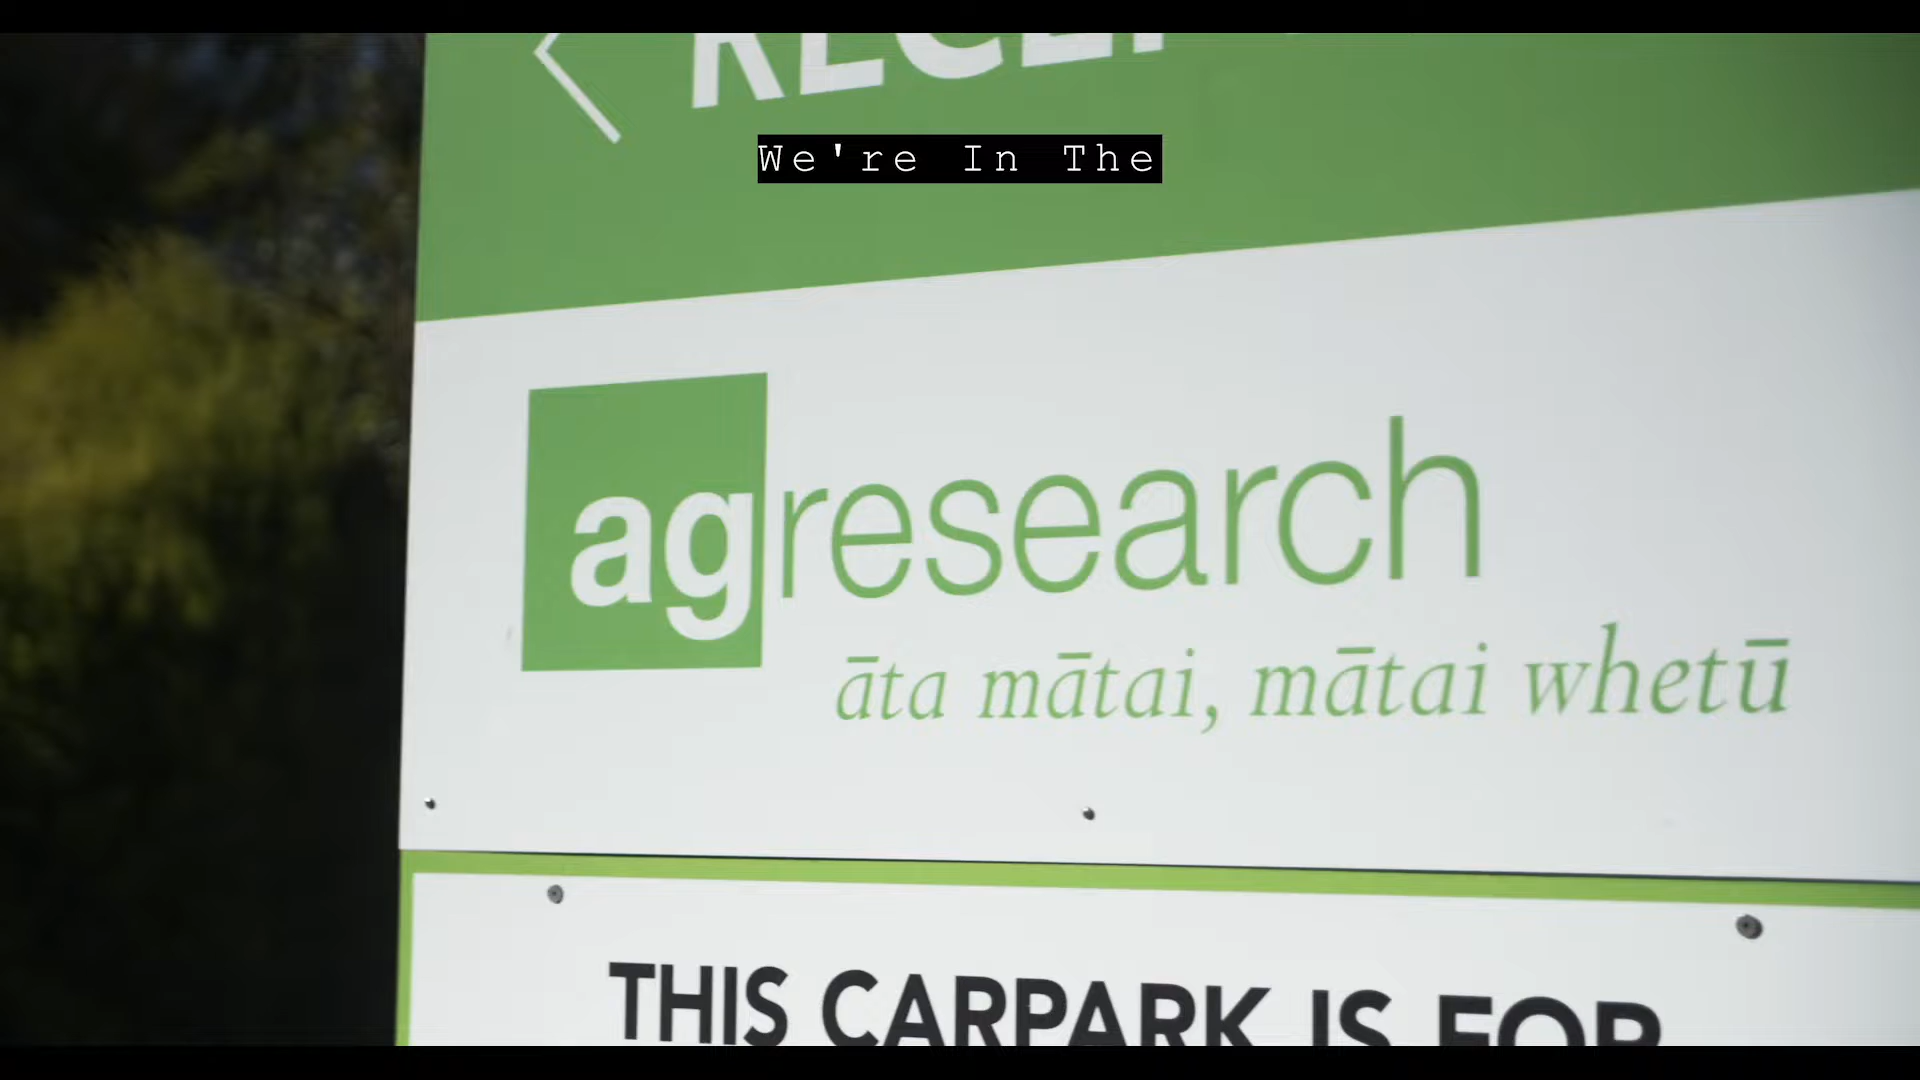 We're In The
agresearch
āta mātai, mātai whetū
THIS CARPARK IS FOR